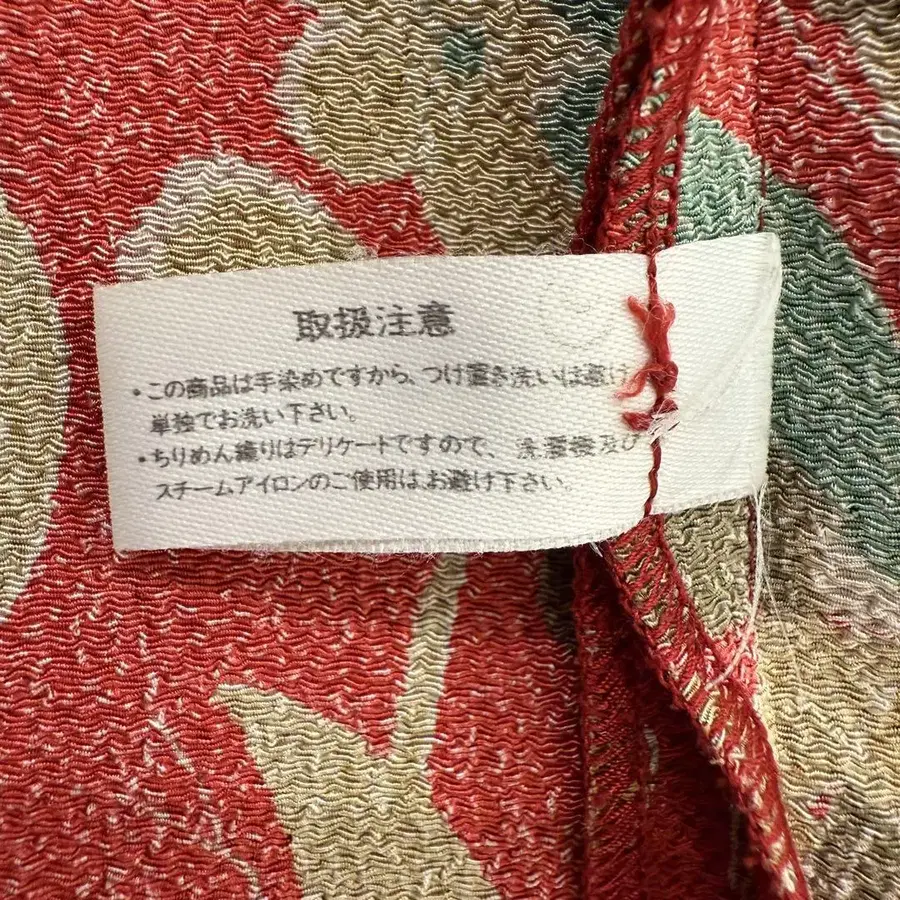 取扱注意
・この商品は手染めですから、つけ置き洗いは避け
単独でお洗い下さい。
・ちりめん織りはデリケートですので、洗濯機及び
スチームアイロンのご使用はお避け下さい。